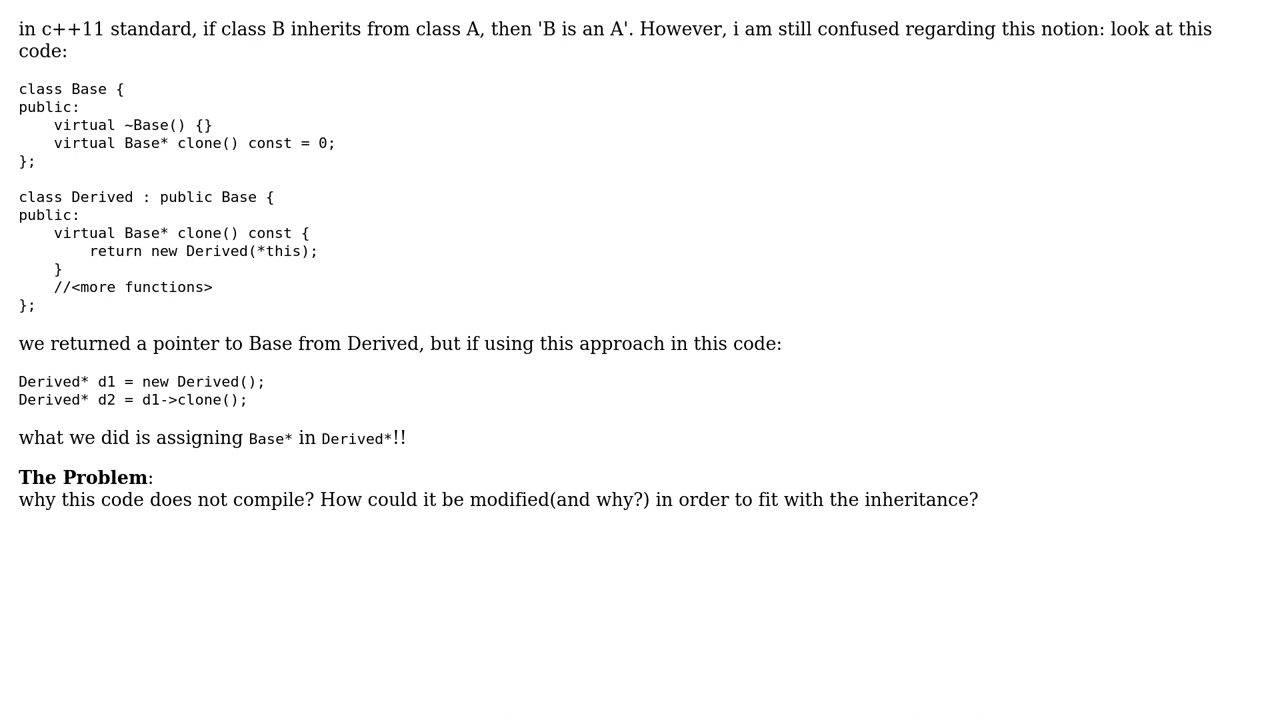 in c++11 standard, if class B inherits from class A, then 'B is an A'. However, i am still confused regarding this notion: look at this
code:
class Base {
public:
    virtual ~Base() {}
    virtual Base* clone() const = 0;
};
class Derived : public Base {
public:
    virtual Base* clone() const {
        return new Derived(*this);
    }
    //<more functions>
};
we returned a pointer to Base from Derived, but if using this approach in this code:
Derived* d1 = new Derived();
Derived* d2 = d1->clone();
what we did is assigning Base* in Derived*!!
The Problem:
why this code does not compile? How could it be modified(and why?) in order to fit with the inheritance?